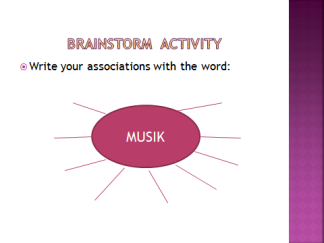 BRAINSTORM ACTIVITY
Write your associations with the word:
MUSIK